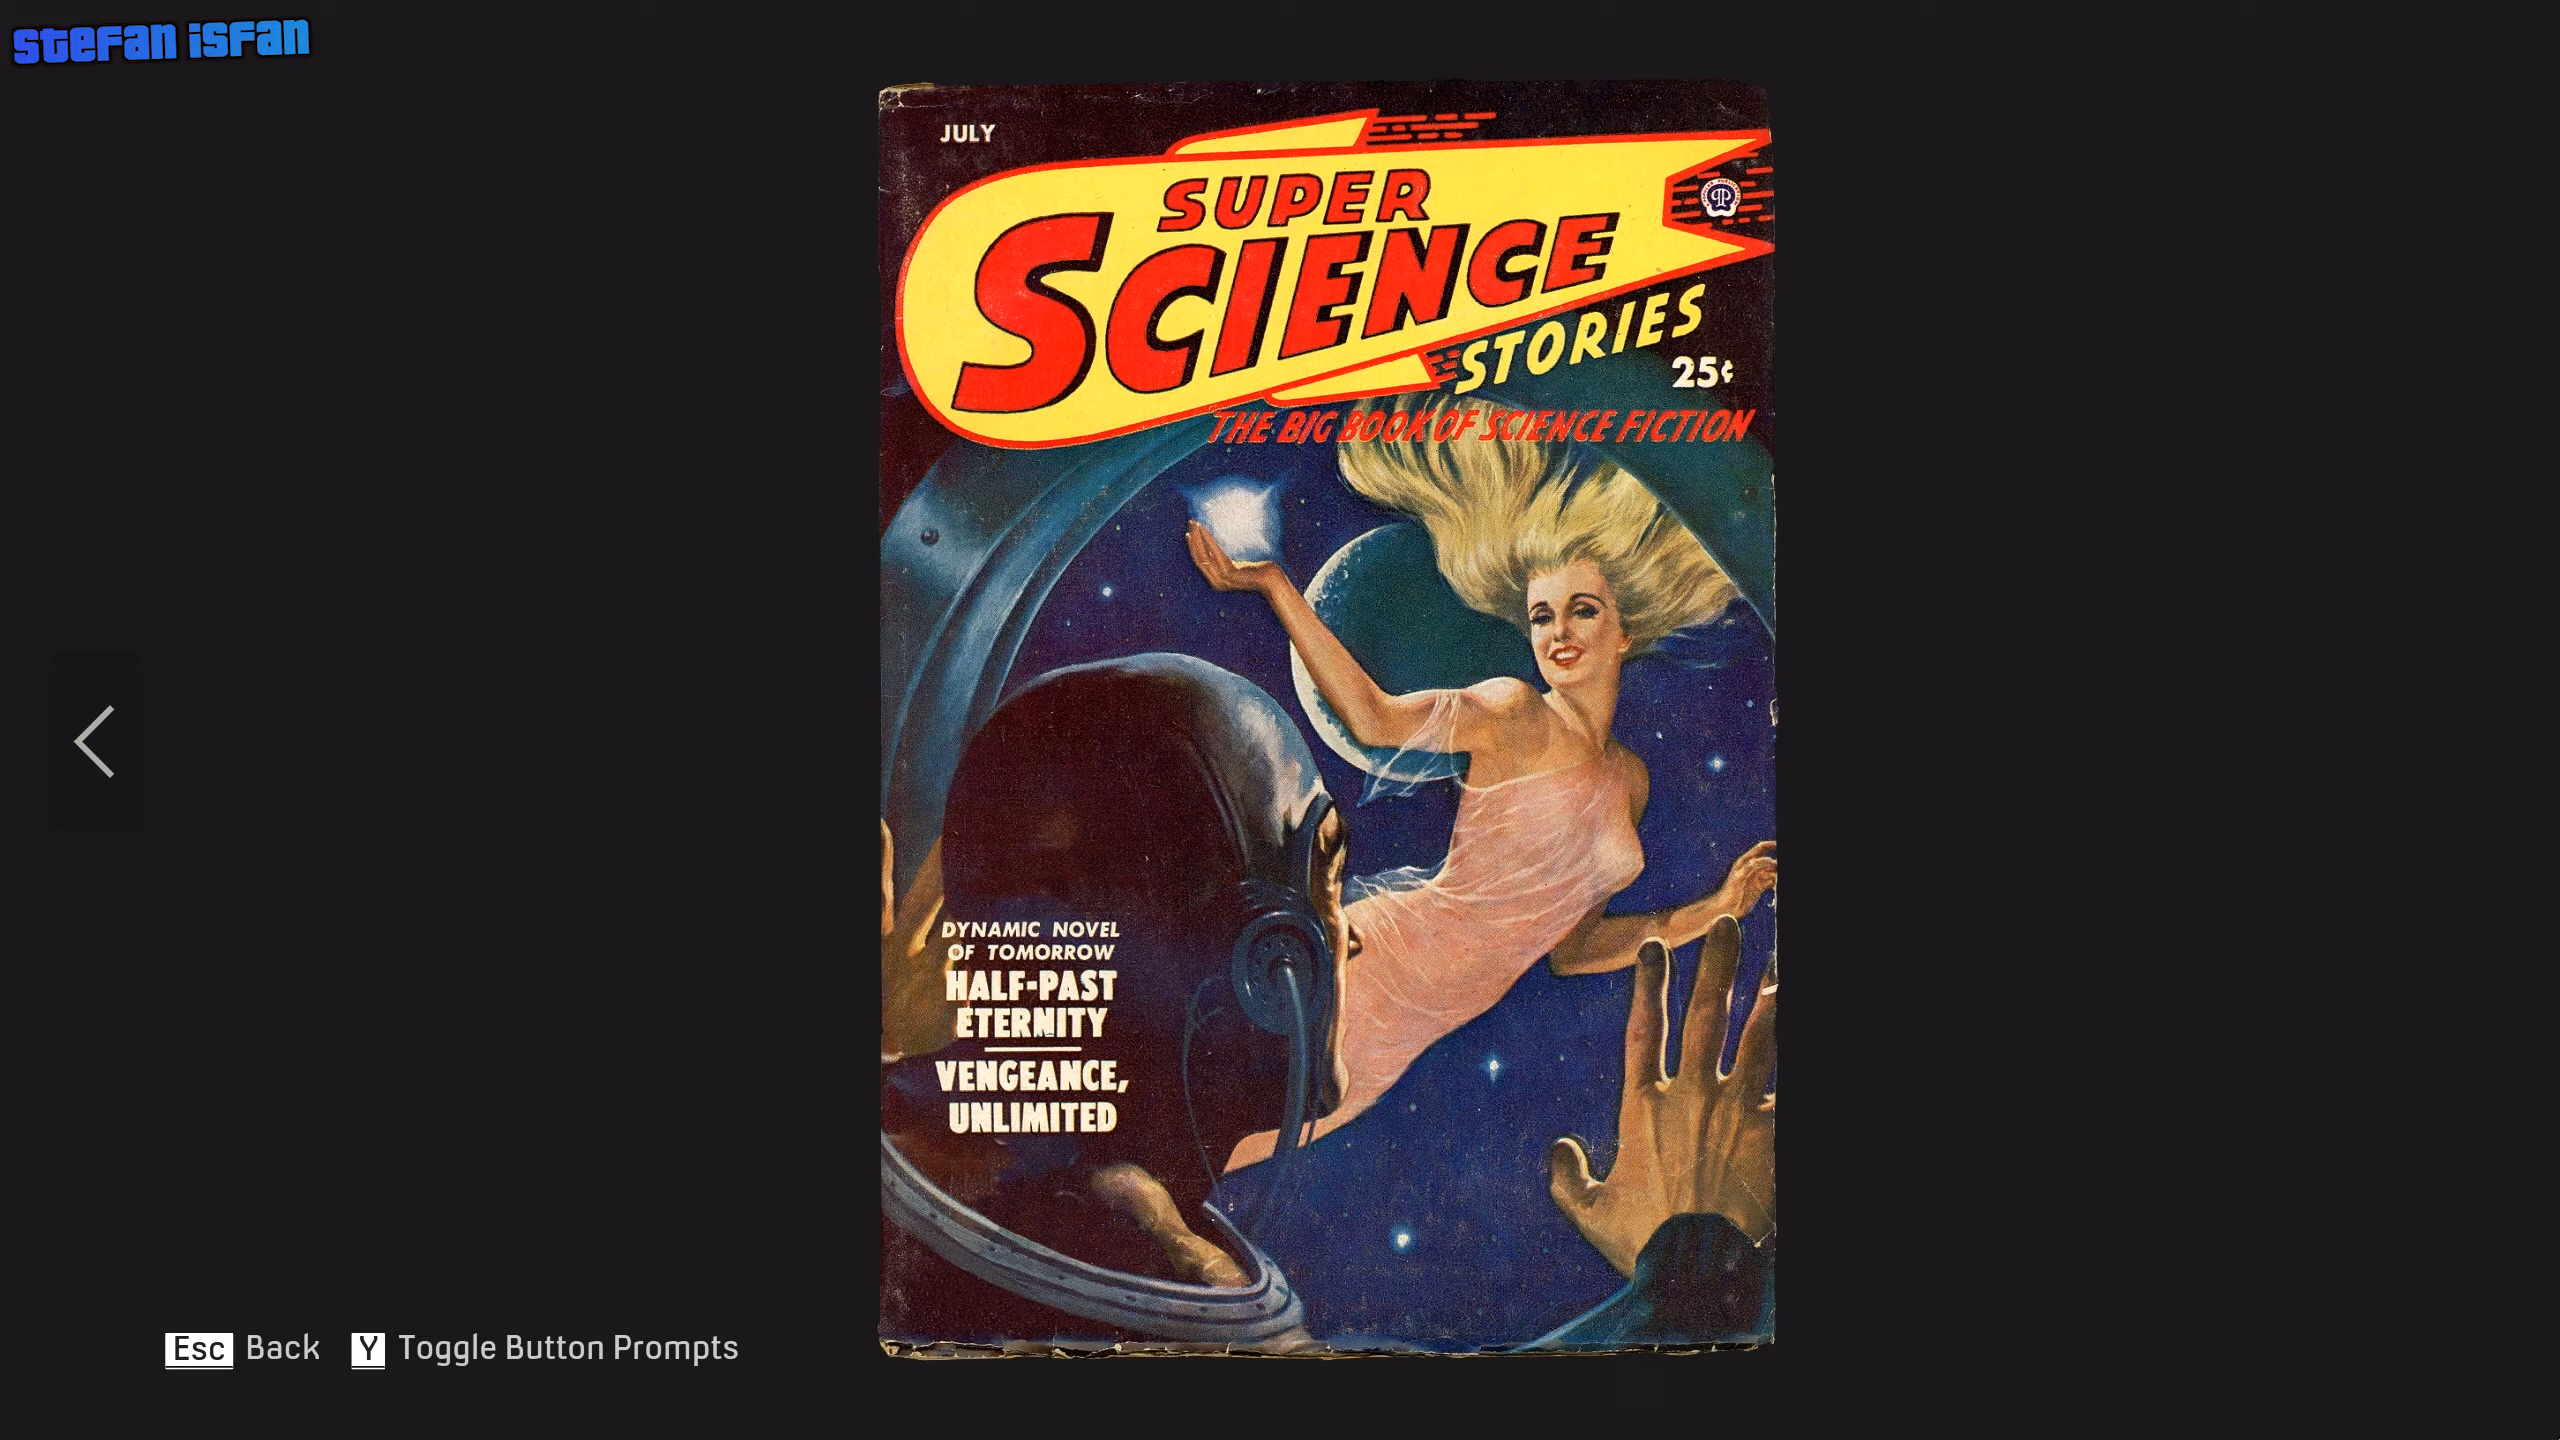 STEFAN ISFAN
JULY
SUPER
SCIENCE
STORIES
25¢
THE BIG BOOK OF SCIENCE FICTION
DYNAMIC NOVEL
OF TOMORROW
HALF-PAST
ETERNITY
VENGEANCE,
UNLIMITED
Esc Back Y Toggle Button Prompts